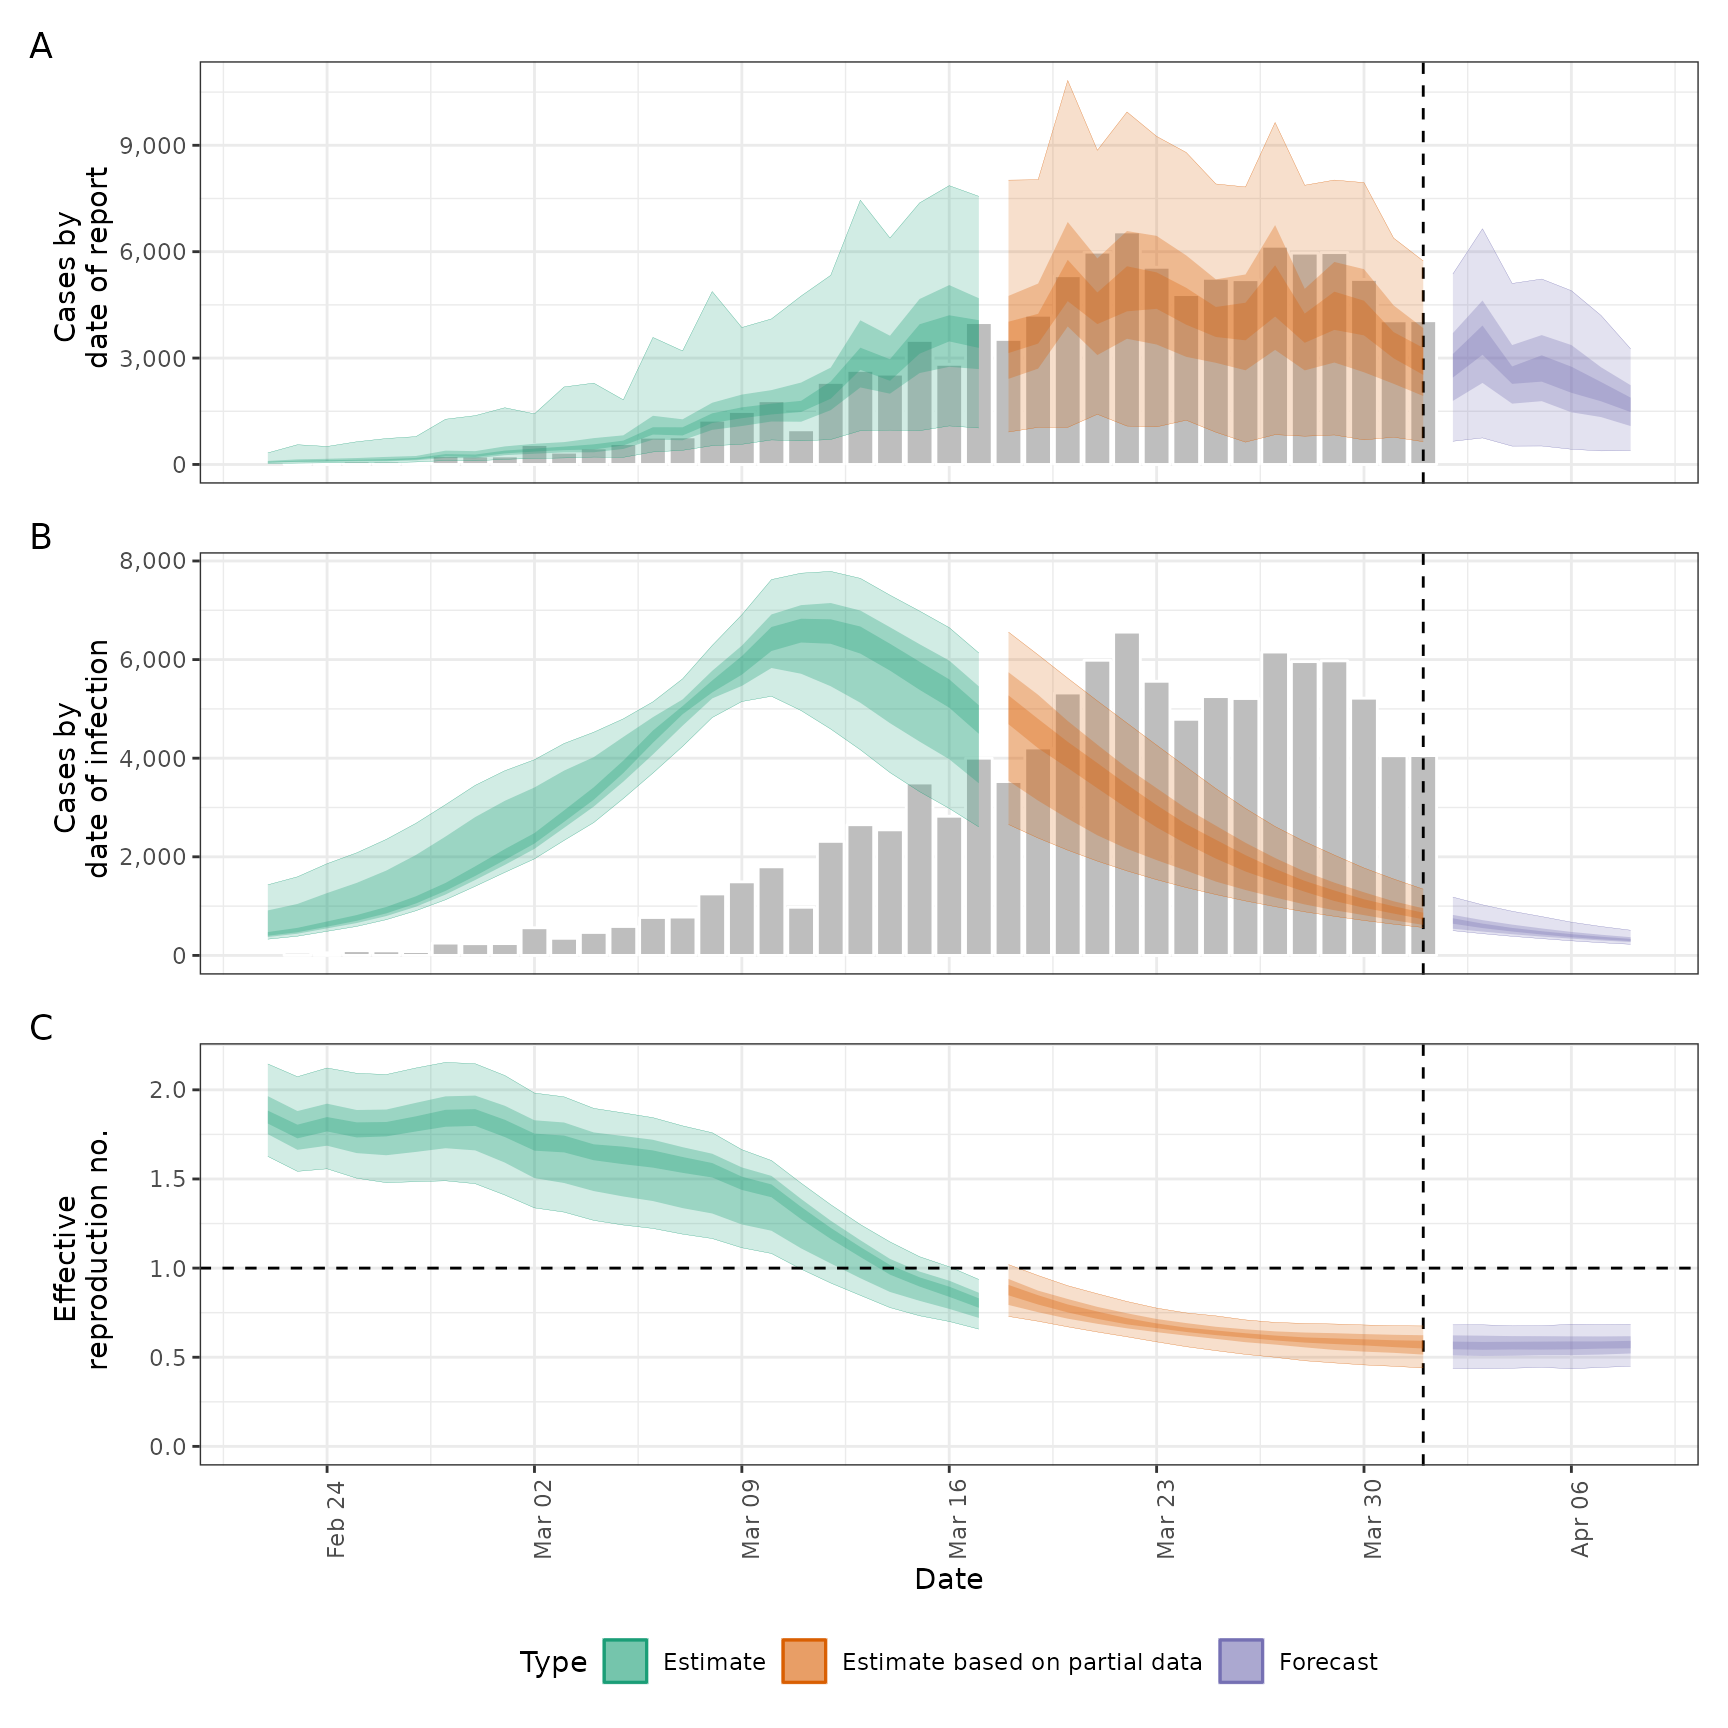 A
9,000
6,000
3,000
0
Cases by
date of report
B
8,000
6,000
4,000
2,000
0
Cases by
date of infection
C
2.0
1.5
1.0
0.5
0.0
Effective
reproduction no.
Feb 24
Mar 02
Mar 09
Mar 16
Mar 23
Mar 30
Apr 06
Date
Type
Estimate
Estimate based on partial data
Forecast